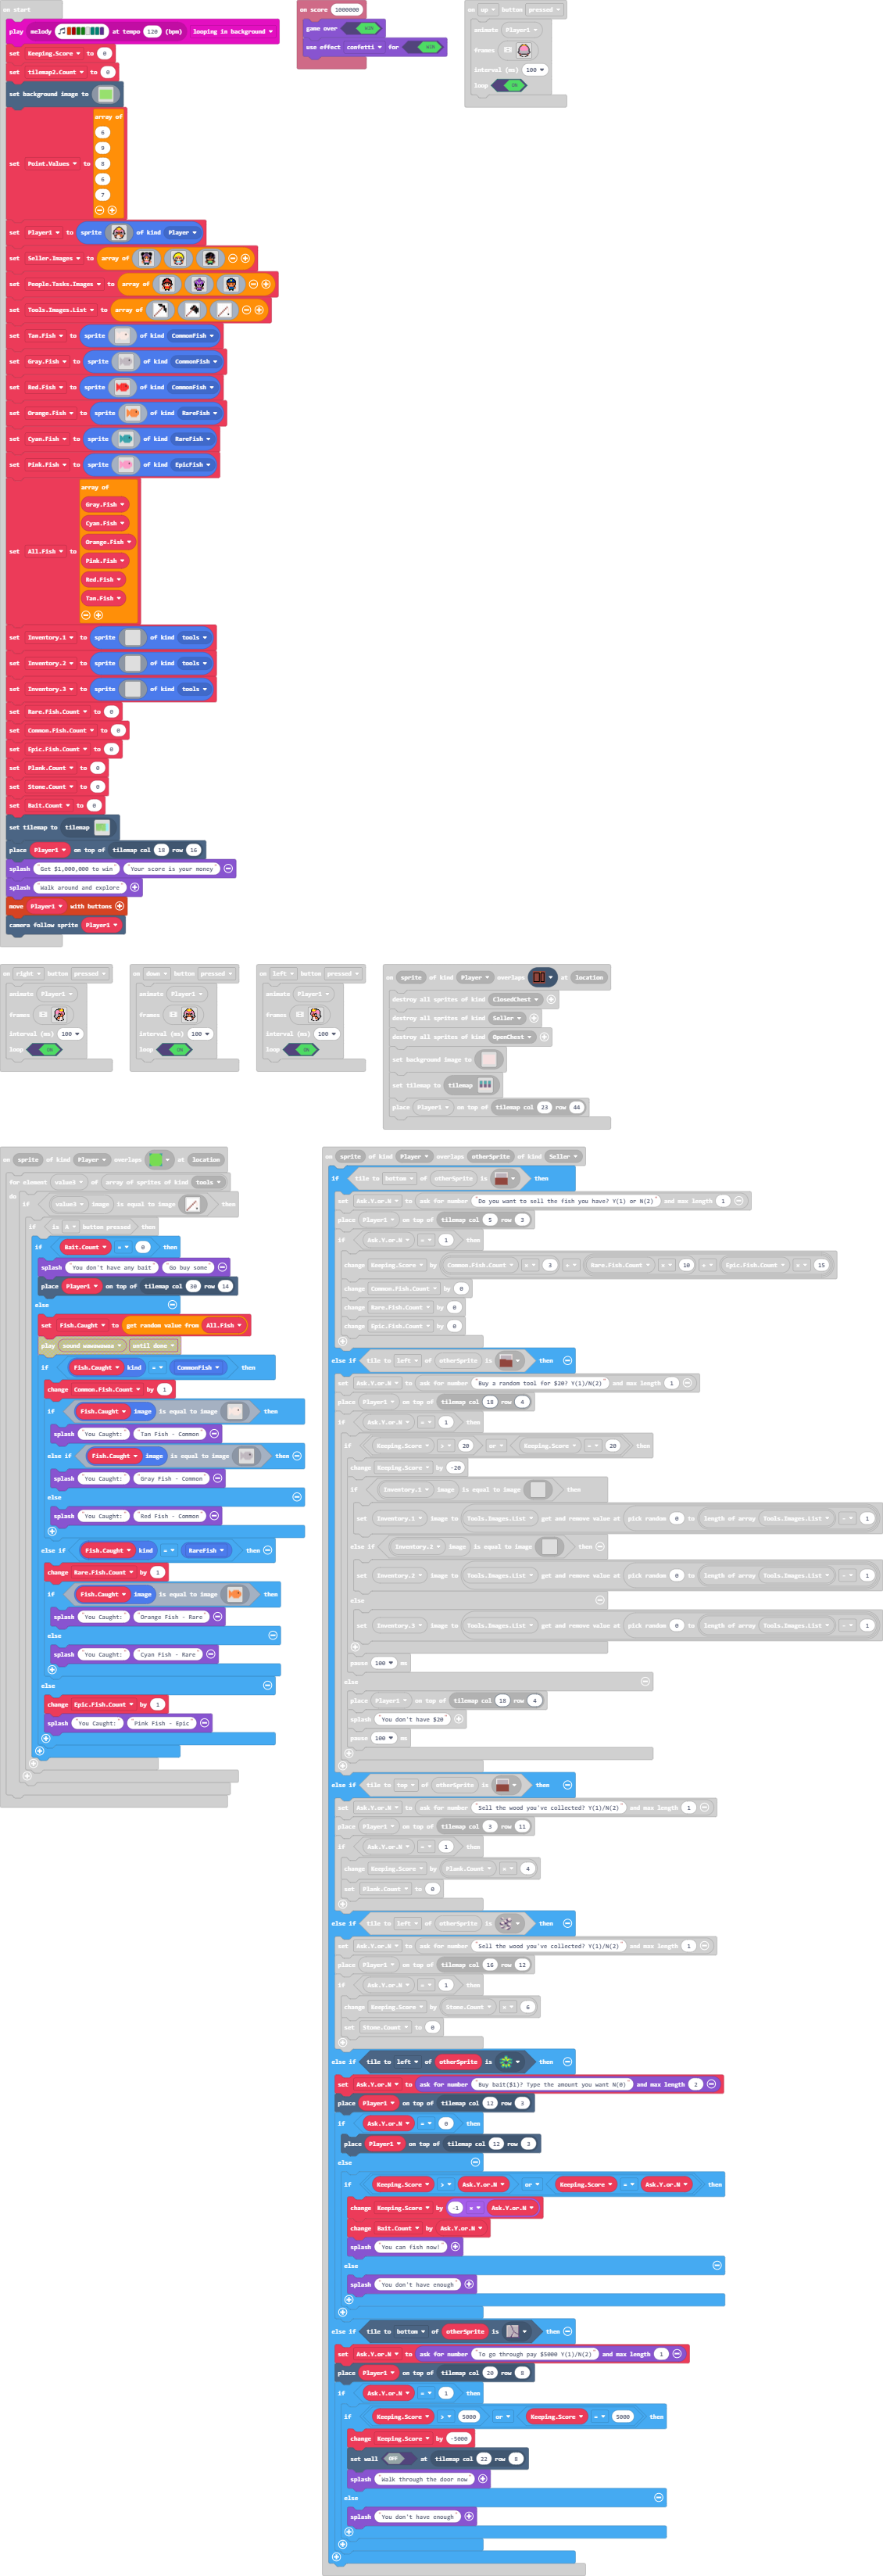 on start
play melody at tempo 120 (bpm) looping in background
set Keeping.Score to 0
set tilemap2.Count to 0
set background image to
set Point.Values to array of
6
9
8
6
7
set Player1 to sprite of kind Player
set Seller.Images to array of
set People.Tasks.Images to array of
set Tools.Images.List to array of
set Tan.Fish to sprite of kind CommonFish
set Gray.Fish to sprite of kind CommonFish
set Red.Fish to sprite of kind CommonFish
set Orange.Fish to sprite of kind RareFish
set Cyan.Fish to sprite of kind RareFish
set Pink.Fish to sprite of kind EpicFish
set All.Fish to array of
Gray.Fish
Cyan.Fish
Orange.Fish
Pink.Fish
Red.Fish
Tan.Fish
set Inventory.1 to sprite of kind tools
set Inventory.2 to sprite of kind tools
set Inventory.3 to sprite of kind tools
set Rare.Fish.Count to 0
set Common.Fish.Count to 0
set Epic.Fish.Count to 0
set Plank.Count to 0
set Stone.Count to 0
set Bait.Count to 0
set tilemap to tilemap
place Player1 on top of tilemap col 18 row 16
splash "Get $1,000,000 to win" "Your score is your money"
splash "Walk around and explore"
move Player1 with buttons
camera follow sprite Player1
on score 1000000
game over WIN
use effect confetti for WIN
on up button pressed
animate Player1
frames
interval (ms) 100
loop ON
on right button pressed
animate Player1
frames
interval (ms) 100
loop ON
on down button pressed
animate Player1
frames
interval (ms) 100
loop ON
on left button pressed
animate Player1
frames
interval (ms) 100
loop ON
on sprite of kind Player overlaps at location
destroy all sprites of kind ClosedChest
destroy all sprites of kind Seller
destroy all sprites of kind OpenChest
set background image to
set tilemap to tilemap
place Player1 on top of tilemap col 23 row 44
on sprite of kind Player overlaps at location
for element value3 of array of sprites of kind tools
do
if value3 image is equal to image then
if is A button pressed then
if Bait.Count = 0 then
splash "You don't have any bait" "Go buy some"
place Player1 on top of tilemap col 30 row 14
else
set Fish.Caught to get random value from All.Fish
play sound wawawawaa until done
if Fish.Caught kind = CommonFish then
change Common.Fish.Count by 1
if Fish.Caught image is equal to image then
splash "You Caught:" "Tan Fish - Common"
else if Fish.Caught image is equal to image then
splash "You Caught:" "Gray Fish - Common"
else
splash "You Caught:" "Red Fish - Common"
else if Fish.Caught kind = RareFish then
change Rare.Fish.Count by 1
if Fish.Caught image is equal to image then
splash "You Caught:" "Orange Fish - Rare"
else
splash "You Caught:" "Cyan Fish - Rare"
else
change Epic.Fish.Count by 1
splash "You Caught:" "Pink Fish - Epic"
on sprite of kind Player overlaps otherSprite of kind Seller
if tile to bottom of otherSprite is then
set Ask.Y.or.N to ask for number "Do you want to sell the fish you have? Y(1) or N(2)" and max length 1
place Player1 on top of tilemap col 5 row 3
if Ask.Y.or.N = 1 then
change Keeping.Score by Common.Fish.Count × 3 + Rare.Fish.Count × 10 + Epic.Fish.Count × 15
change Common.Fish.Count by 0
change Rare.Fish.Count by 0
change Epic.Fish.Count by 0
else if tile to left of otherSprite is then
set Ask.Y.or.N to ask for number "Buy a random tool for $20? Y(1)/N(2)" and max length 1
place Player1 on top of tilemap col 18 row 4
if Ask.Y.or.N = 1 then
if Keeping.Score > 20 or Keeping.Score = 20 then
change Keeping.Score by -20
if Inventory.1 image is equal to image then
set Inventory.1 image to Tools.Images.List get and remove value at pick random 0 to length of array Tools.Images.List - 1
else if Inventory.2 image is equal to image then
set Inventory.2 image to Tools.Images.List get and remove value at pick random 0 to length of array Tools.Images.List - 1
else
set Inventory.3 image to Tools.Images.List get and remove value at pick random 0 to length of array Tools.Images.List - 1
pause 100 ms
else
place Player1 on top of tilemap col 18 row 4
splash "You don't have $20"
pause 100 ms
else if tile to top of otherSprite is then
set Ask.Y.or.N to ask for number "Sell the wood you've collected? Y(1)/N(2)" and max length 1
place Player1 on top of tilemap col 3 row 11
if Ask.Y.or.N = 1 then
change Keeping.Score by Plank.Count × 4
set Plank.Count to 0
else if tile to left of otherSprite is then
set Ask.Y.or.N to ask for number "Sell the wood you've collected? Y(1)/N(2)" and max length 1
place Player1 on top of tilemap col 16 row 12
if Ask.Y.or.N = 1 then
change Keeping.Score by Stone.Count × 6
set Stone.Count to 0
else if tile to left of otherSprite is then
set Ask.Y.or.N to ask for number "Buy bait($1)? Type the amount you want N(0)" and max length 2
place Player1 on top of tilemap col 12 row 3
if Ask.Y.or.N = 0 then
place Player1 on top of tilemap col 12 row 3
else
if Keeping.Score > Ask.Y.or.N or Keeping.Score = Ask.Y.or.N then
change Keeping.Score by -1 × Ask.Y.or.N
change Bait.Count by Ask.Y.or.N
splash "You can fish now!"
else
splash "You don't have enough"
else if tile to bottom of otherSprite is then
set Ask.Y.or.N to ask for number "To go through pay $5000 Y(1)/N(2)" and max length 1
place Player1 on top of tilemap col 20 row 8
if Ask.Y.or.N = 1 then
if Keeping.Score > 5000 or Keeping.Score = 5000 then
change Keeping.Score by -5000
set wall OFF at tilemap col 22 row 8
splash "Walk through the door now"
else
splash "You don't have enough"